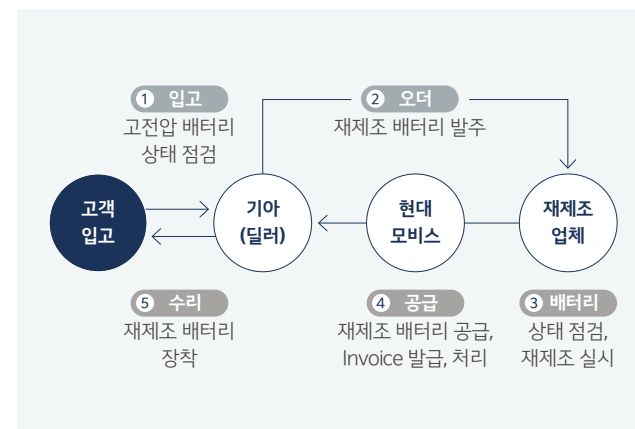 1 입고
고전압 배터리
상태 점검
2 오더
재제조 배터리 발주
고객
입고
기아
(딜러)
현대
모비스
재제조
업체
5 수리
재제조 배터리
장착
4 공급
재제조 배터리 공급,
Invoice 발급, 처리
3 배터리
상태 점검,
재제조 실시